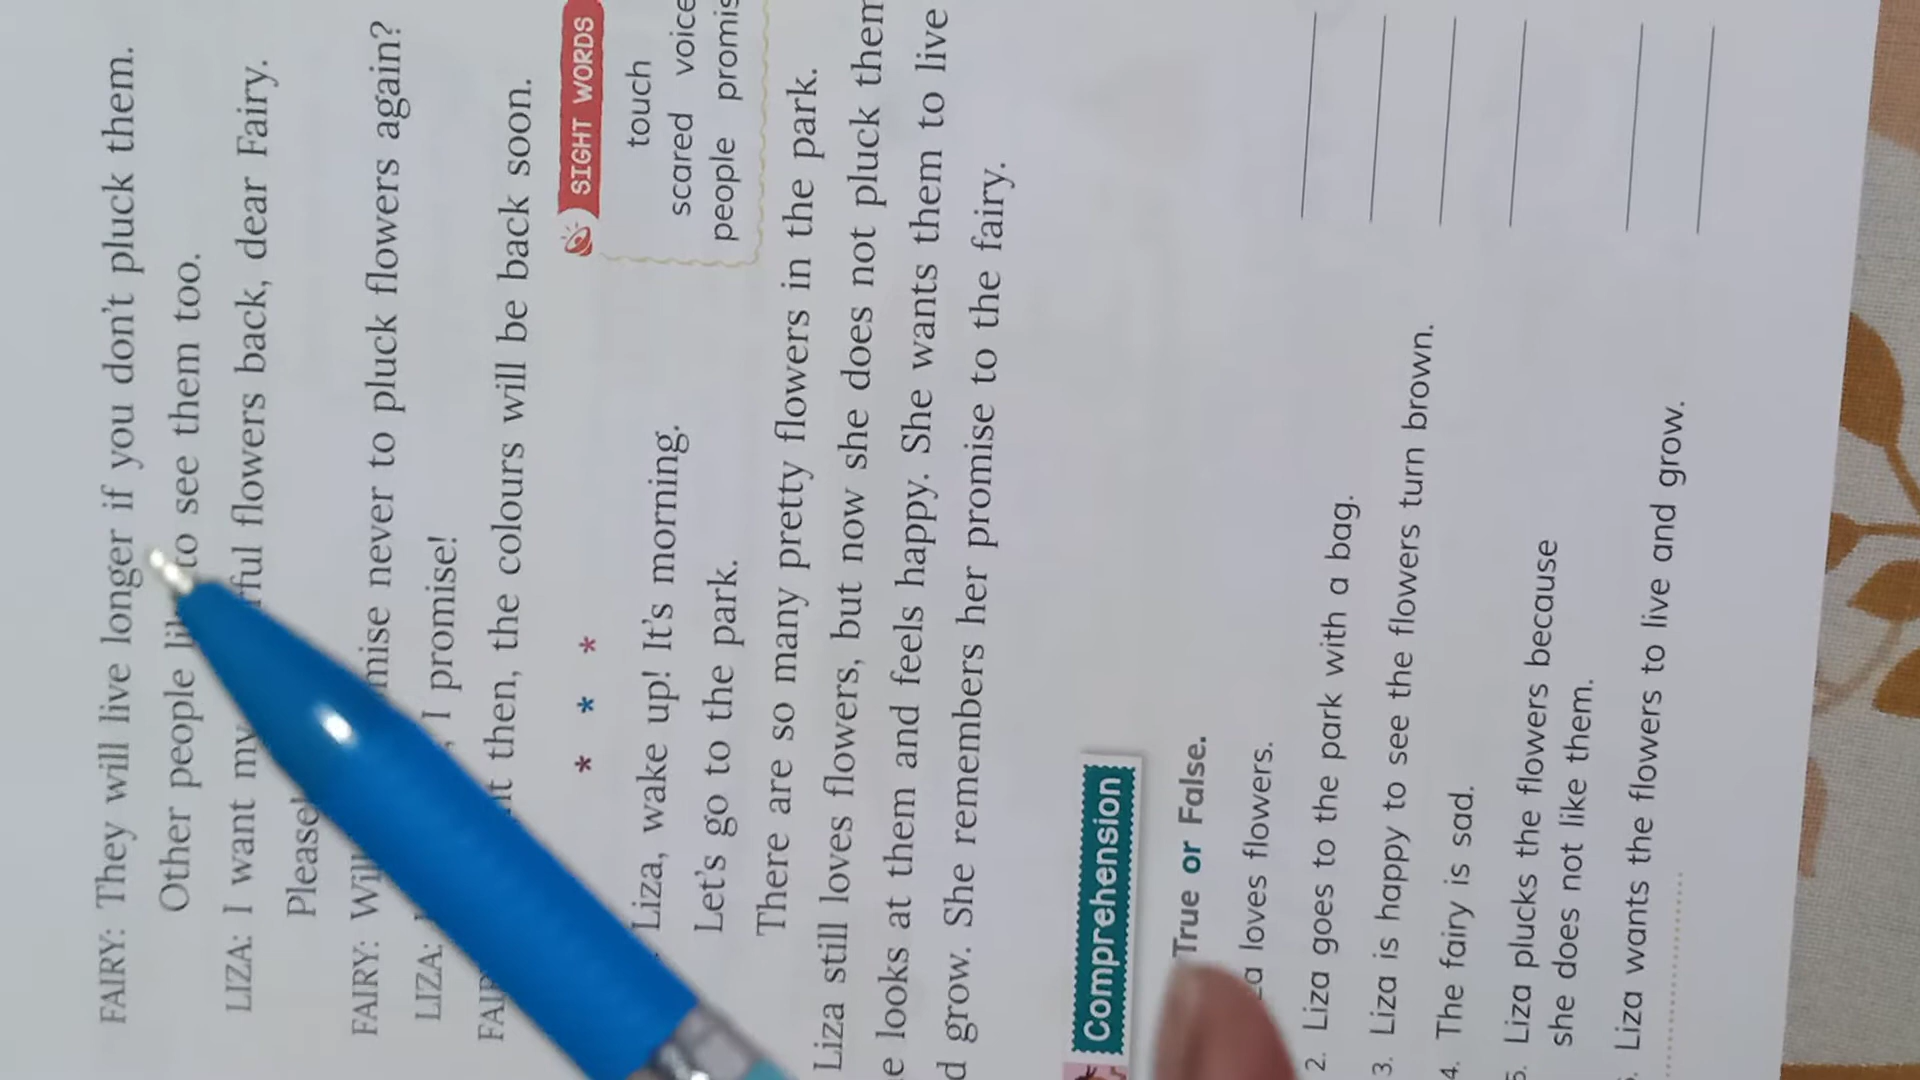 FAIRY: They will live longer if you don't pluck them.
Other people to see them too.
LIZA: I want my flowers back, dear Fairy.
Please!
FAIRY: never to pluck flowers again?
LIZA: I promise!
then, the colours will be back soon.
* * *
SIGHT WORDS
touch
scared voice
people
Liza, wake up! It's morning.
Let's go to the park.
There are so many pretty flowers in the park.
Liza still loves flowers, but now she does not pluck them
looks at them and feels happy. She wants them to live
grow. She remembers her promise to the fairy.
Comprehension
True or False.
loves flowers.
2. Liza goes to the park with a bag.
3. Liza is happy to see the flowers turn brown.
4. The fairy is sad.
5. Liza plucks the flowers because
she does not like them.
Liza wants the flowers to live and grow.